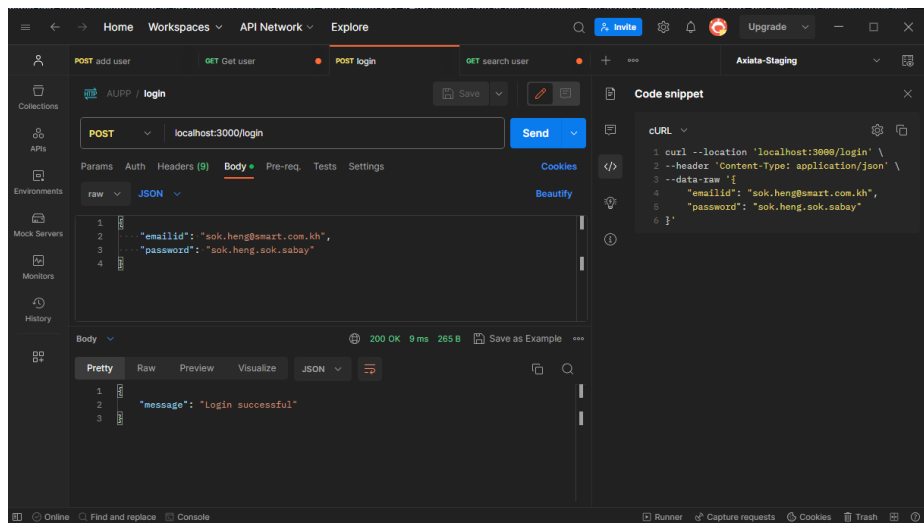 Home Workspaces API Network Explore Invite Upgrade
POST add user GET Get user POST login GET search user Axiata-Staging
AUPP / login Save
Code snippet
POST localhost:3000/login Send
Params Auth Headers (9) Body Pre-req. Tests Settings Cookies
raw JSON Beautify
1 {
2 "emailid": "sok.heng@smart.com.kh",
3 "password": "sok.heng.sok.sabay"
4 }
cURL
1 curl --location 'localhost:3000/login' \
2 --header 'Content-Type: application/json' \
3 --data-raw '{
4 "emailid": "sok.heng@smart.com.kh",
5 "password": "sok.heng.sok.sabay"
6 }'
Collections
APIs
Environments
Mock Servers
Monitors
History
Body 200 OK 9 ms 265 B Save as Example
Pretty Raw Preview Visualize JSON
1 {
2 "message": "Login successful"
3 }
Online Find and replace Console Runner Capture requests Cookies Trash